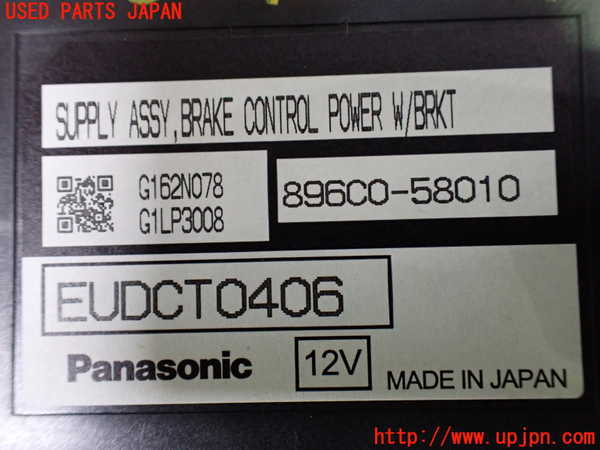 USED PARTS JAPAN
SUPPLY ASSY,BRAKE CONTROL POWER W/BRKT
G162N078
G1LP3008
896C0-58010
EUDCT0406
Panasonic
12V
MADE IN JAPAN
http://www.upjpn.com